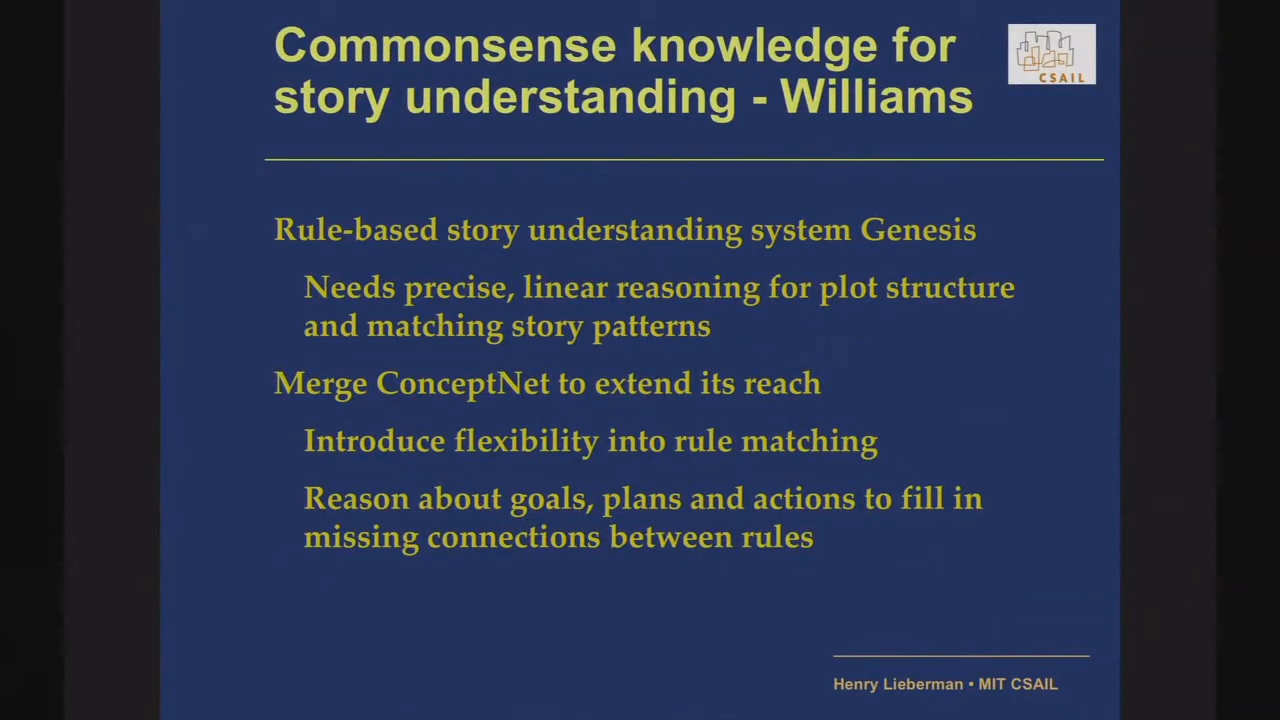 Commonsense knowledge for
story understanding - Williams
CSAIL
Rule-based story understanding system Genesis
Needs precise, linear reasoning for plot structure
and matching story patterns
Merge ConceptNet to extend its reach
Introduce flexibility into rule matching
Reason about goals, plans and actions to fill in
missing connections between rules
Henry Lieberman • MIT CSAIL